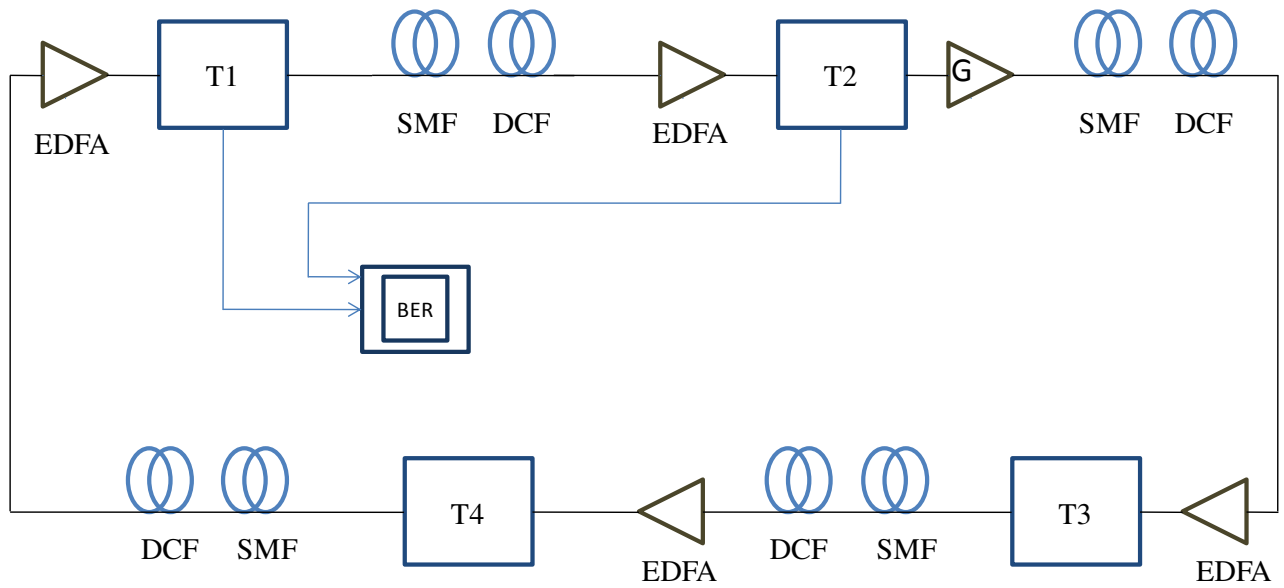 T1
T2
G
EDFA
SMF
DCF
EDFA
SMF
DCF
BER
T4
T3
DCF
SMF
EDFA
DCF
SMF
EDFA